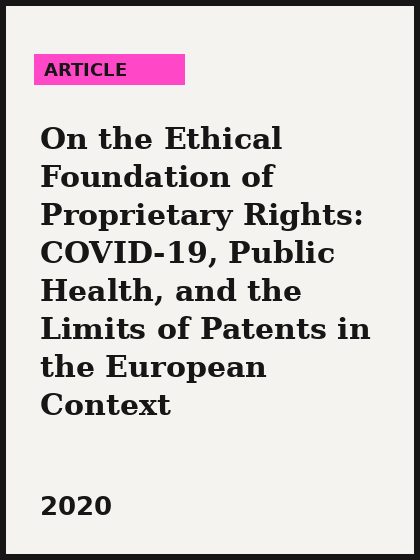 ARTICLE
On the Ethical
Foundation of
Proprietary Rights:
COVID-19, Public
Health, and the
Limits of Patents in
the European
Context
2020